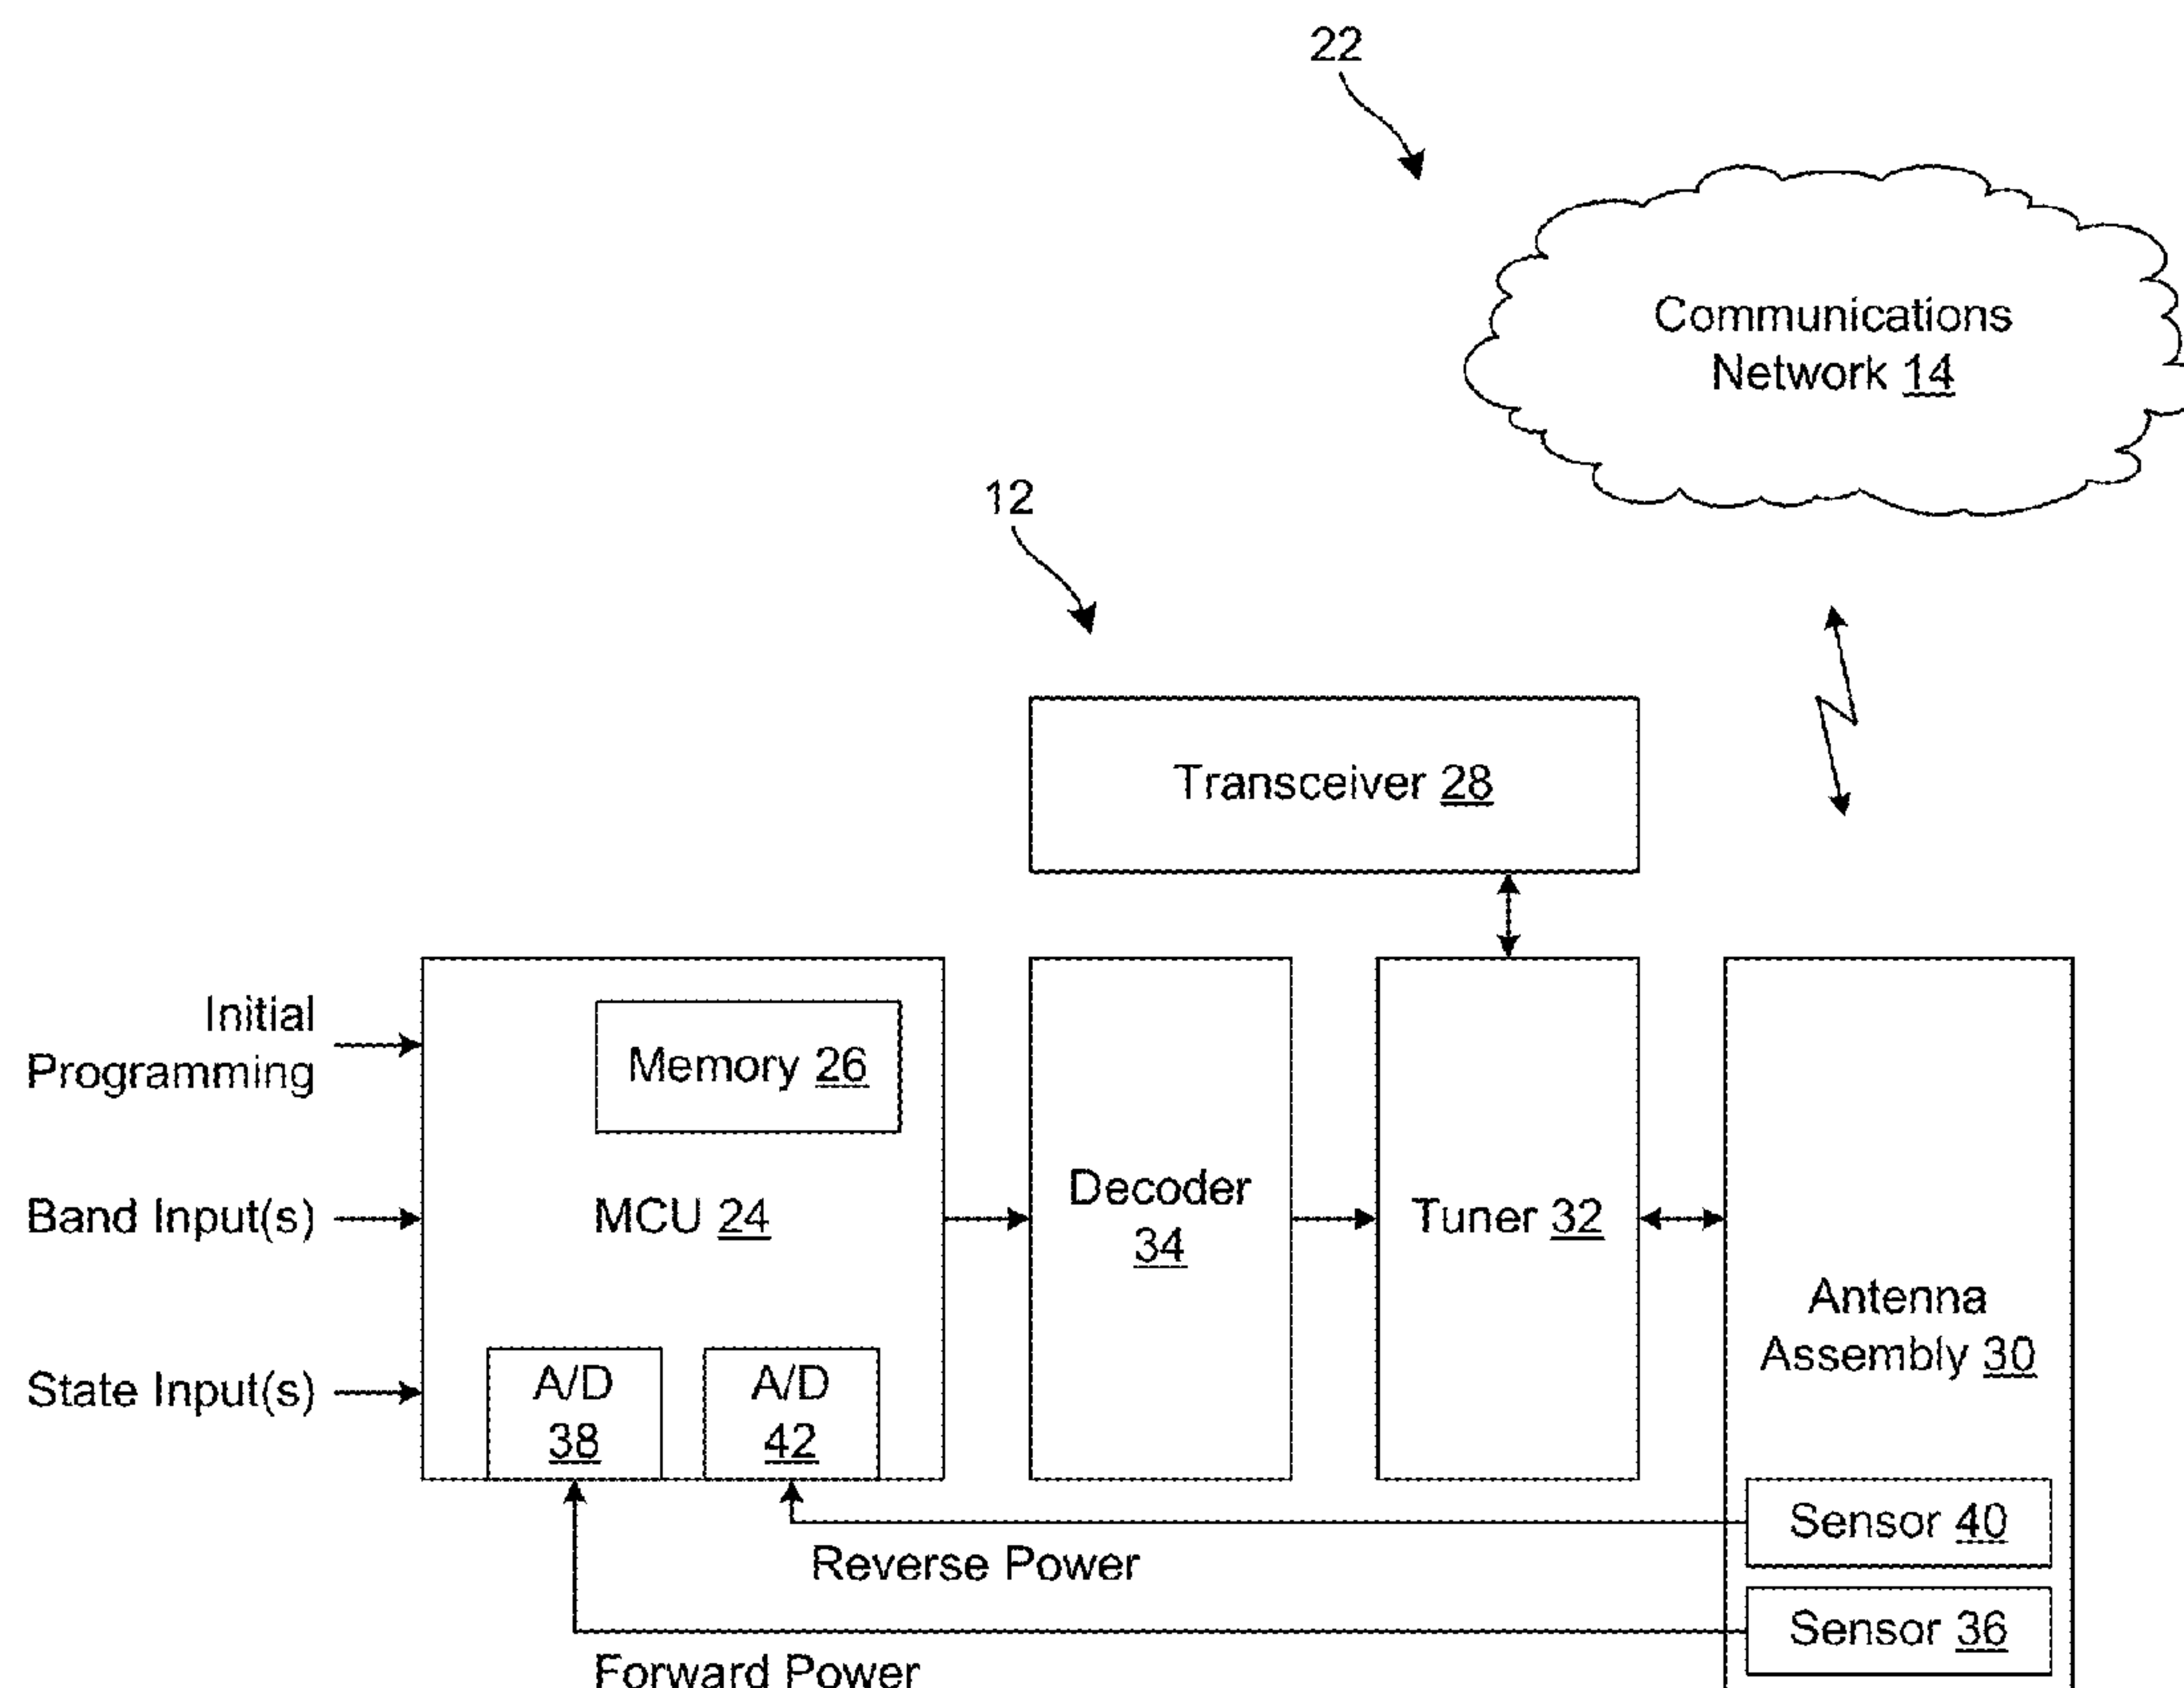 22
Communications
Network 14
12
Transceiver 28
Initial
Programming
Memory 26
Band Input(s)
MCU 24
Decoder
34
Tuner 32
Antenna
Assembly 30
State Input(s)
A/D
38
A/D
42
Sensor 40
Reverse Power
Sensor 36
Forward Power